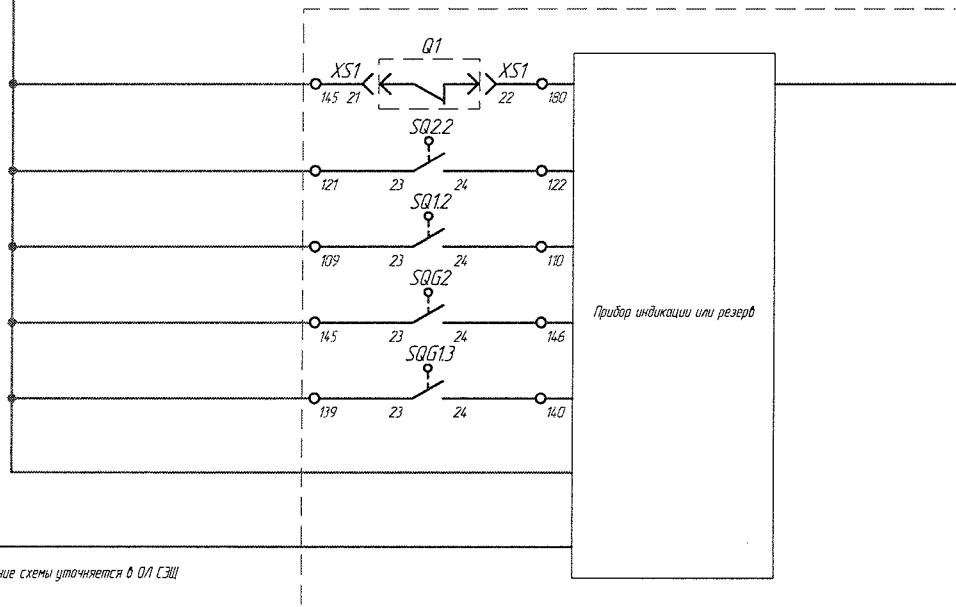 Q1
XS1 XS1
145 21 22 180
SQ2.2
121 23 24 122
SQ1.2
109 23 24 110
SQG2
Прибор индикации или резерв
145 23 24 146
SQG1.3
139 23 24 140
схемы уточняется в ОЛ СЭЩ